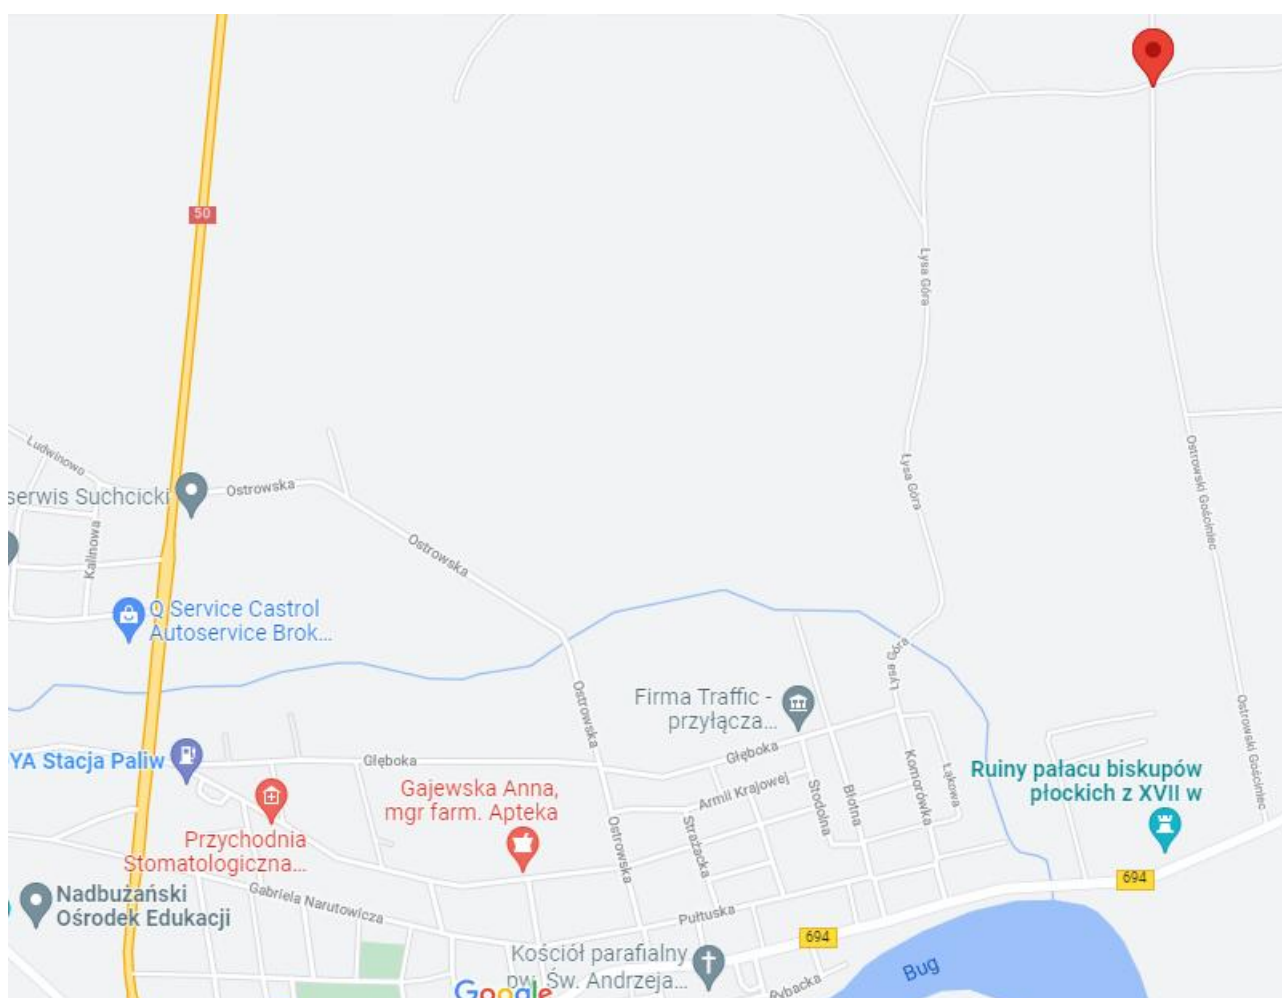 50
Łysa Góra
Ludwinowo
serwis Suchcicki
Ostrowska
Łysa Góra
Ostrowski Gościniec
Kalinowa
Ostrowska
Q Service Castrol
Autoservice Brok...
Łysa Góra
Ostrowska
Firma Traffic -
przyłącza...
Ostrowski Gościniec
YA Stacja Paliw
Głęboka
Głęboka
Komorówka
Łąkowa
Ruiny pałacu biskupów
płockich z XVII w
Gajewska Anna,
mgr farm. Apteka
Armii Krajowej
Stodolna
Błotna
Przychodnia
Stomatologiczna...
Ostrowska
Strażacka
694
Nadbużański
Ośrodek Edukacji
Gabriela Narutowicza
Pułtuska
694
Kościół parafialny
pw. Św. Andrzeja...
Bug
Rybacka
Google